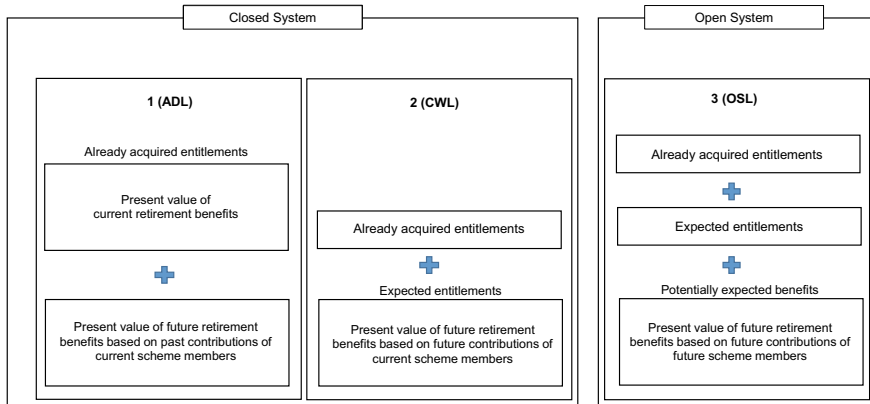 Closed System
1 (ADL)
Already acquired entitlements
Present value of
current retirement benefits
Present value of future retirement
benefits based on past contributions of
current scheme members
2 (CWL)
Already acquired entitlements
Expected entitlements
Present value of future retirement
benefits based on future contributions of
current scheme members
Open System
3 (OSL)
Already acquired entitlements
Expected entitlements
Potentially expected benefits
Present value of future retirement
benefits based on future contributions of
future scheme members